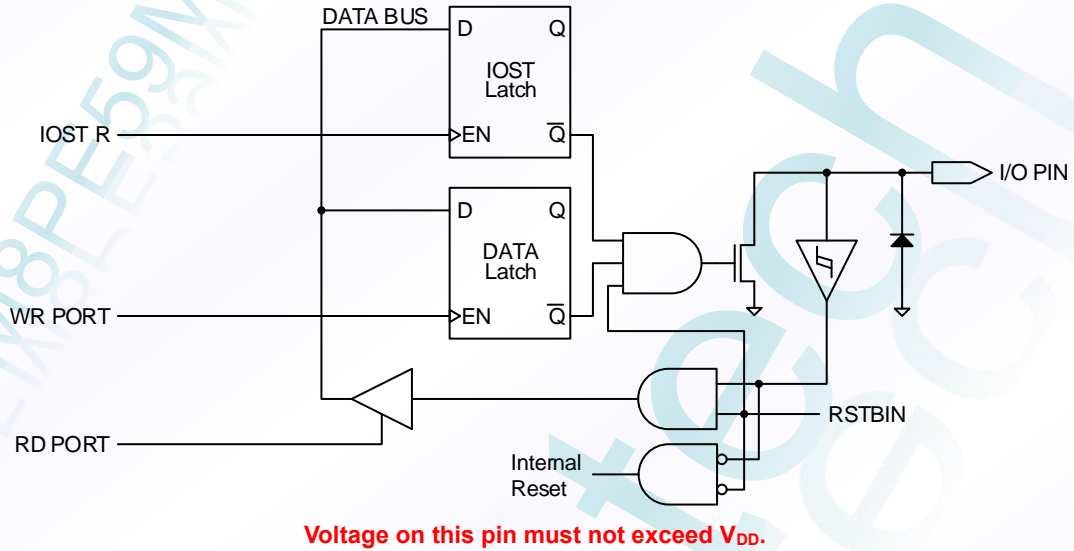 DATA BUS
D Q
IOST
Latch
IOST R
EN Q̅
I/O PIN
D Q
DATA
Latch
WR PORT
EN Q̅
RSTBIN
RD PORT
Internal
Reset
Voltage on this pin must not exceed VDD.
tech